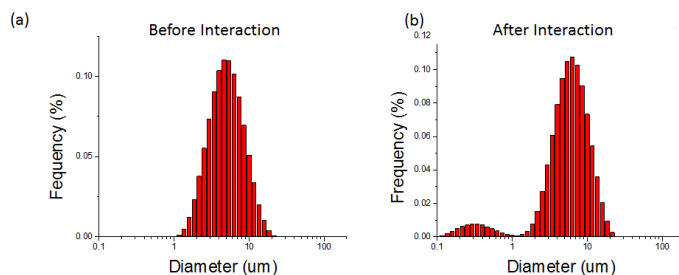 (a)
Before Interaction
Fequency (%)
0.10
0.05
0.00
0.1
1
10
100
Diameter (um)
(b)
After Interaction
Frequency (%)
0.12
0.10
0.08
0.06
0.04
0.02
0.00
0.1
1
10
100
Diameter (um)